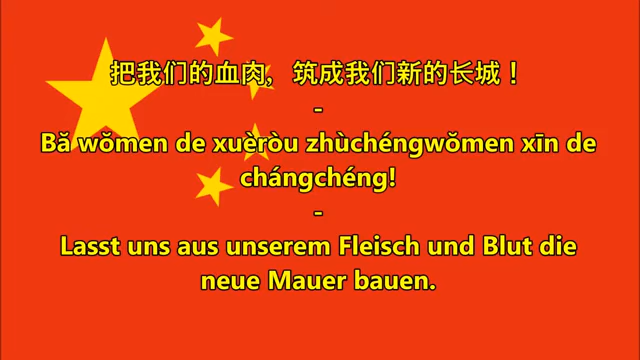 把我们的血肉，筑成我们新的长城！
-
Bǎ wǒmen de xuèròu zhùchéngwǒmen xīn de
chángchéng!
-
Lasst uns aus unserem Fleisch und Blut die
neue Mauer bauen.